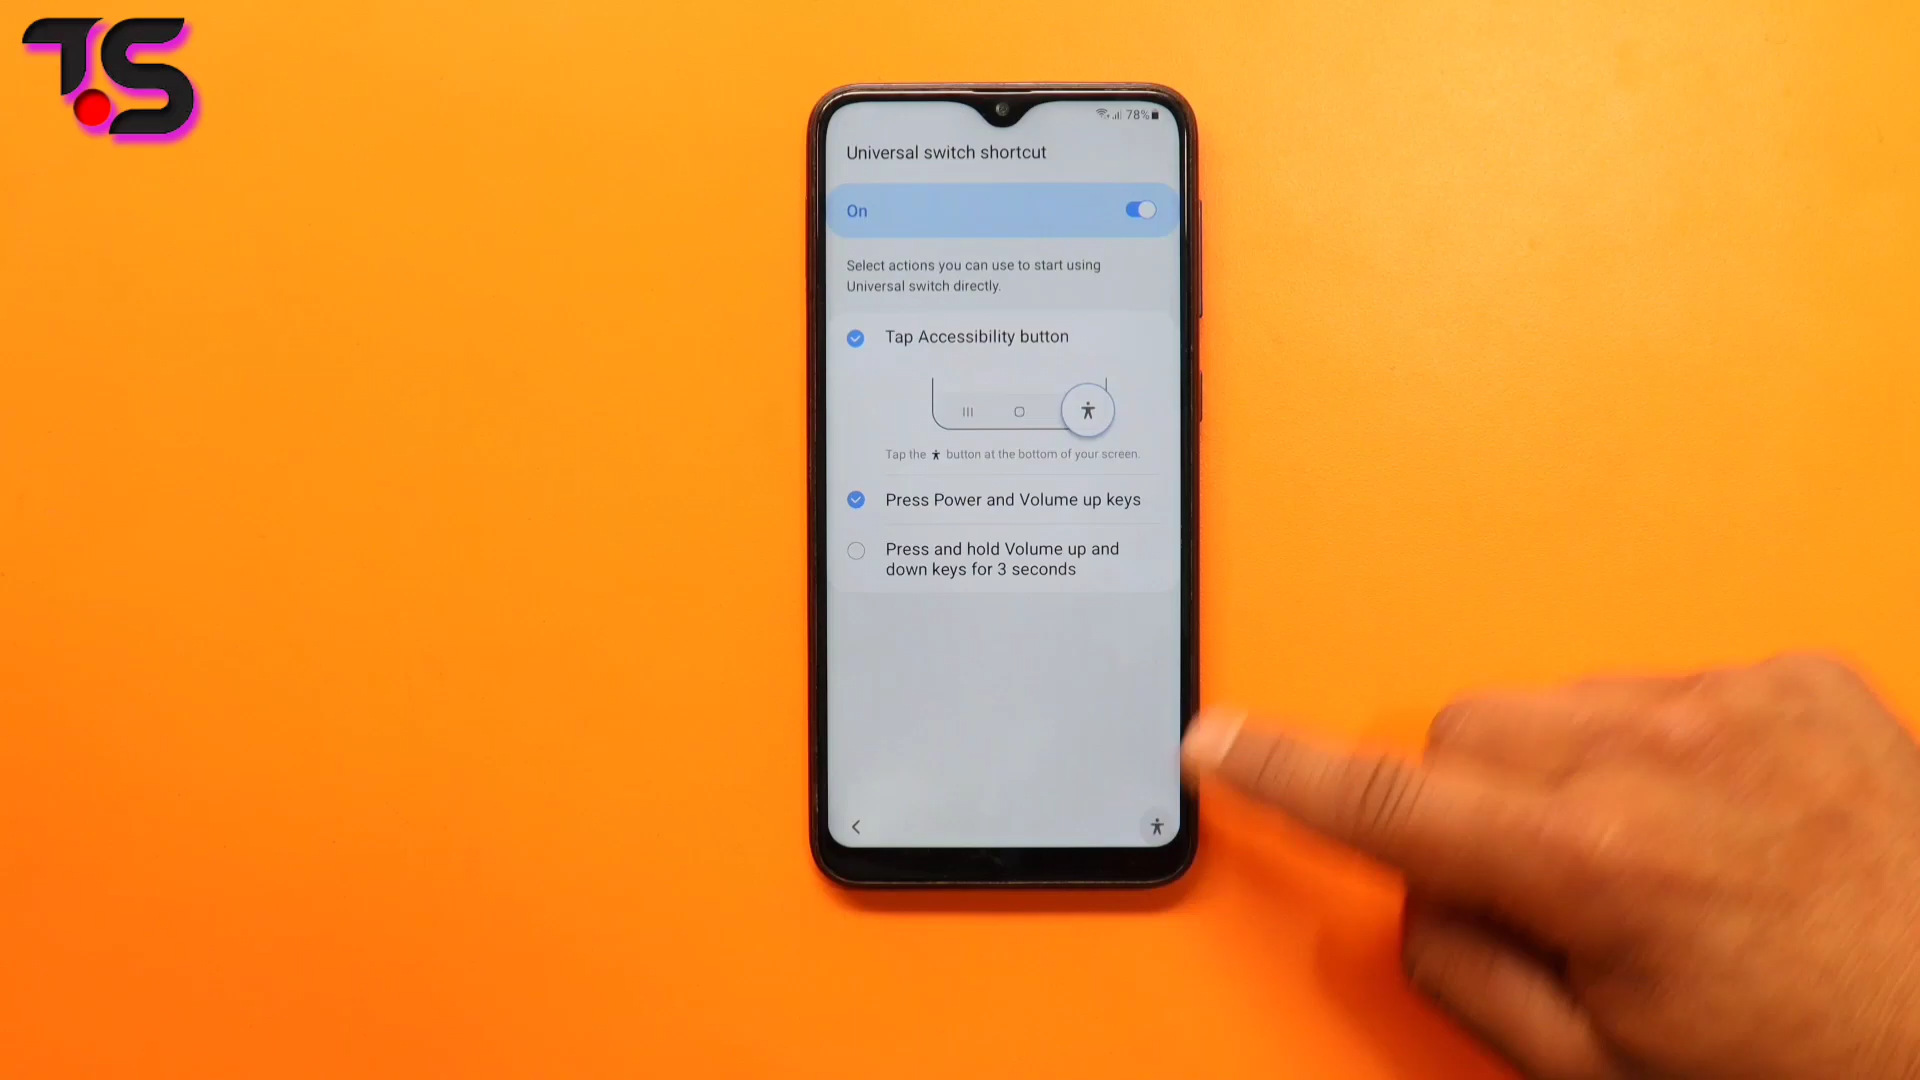 TS
78%
Universal switch shortcut
On
Select actions you can use to start using
Universal switch directly.
Tap Accessibility button
Tap the button at the bottom of your screen.
Press Power and Volume up keys
Press and hold Volume up and
down keys for 3 seconds